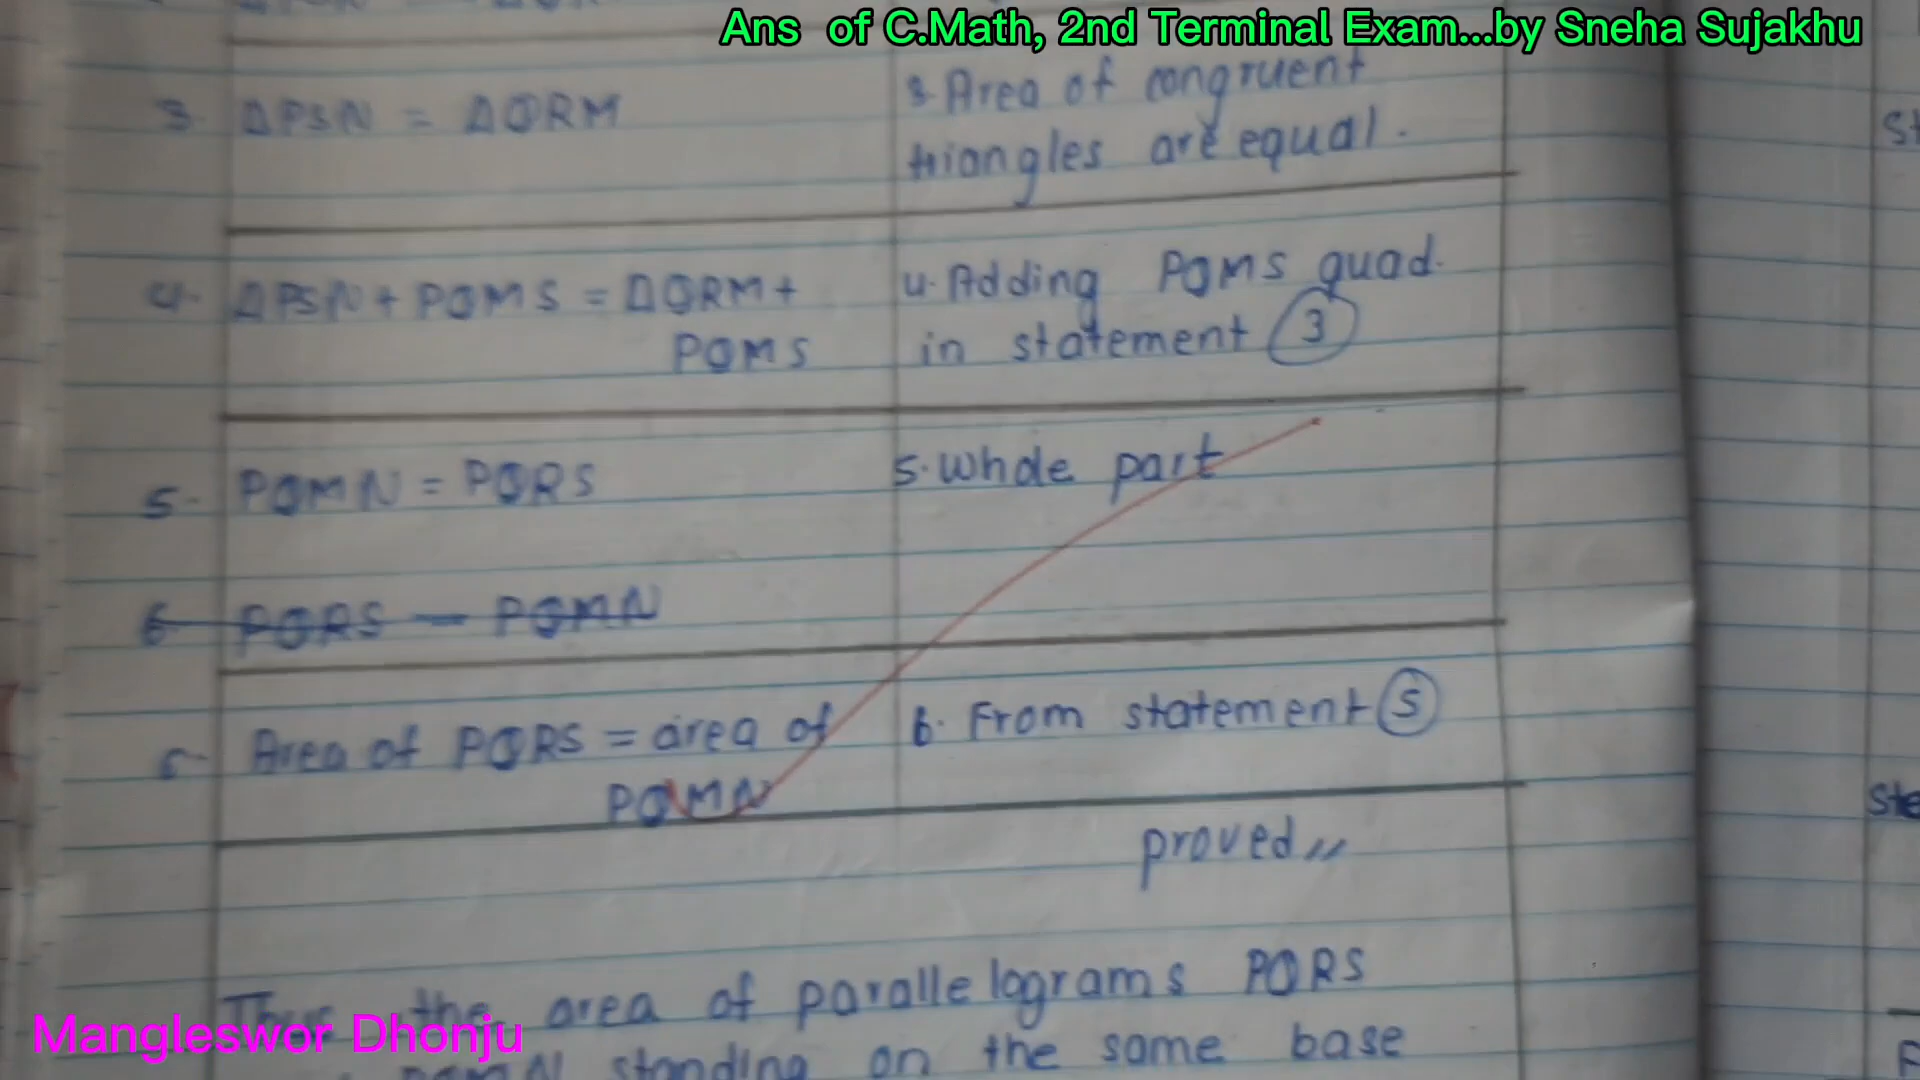 Ans of C.Math, 2nd Terminal Exam...by Sneha Sujakhu
3. ΔPSN = ΔQRM
3. Area of congruent
triangles are equal.
4. ΔPSN + PQMS = ΔQRM +
PQMS
4. Adding PQMS quad.
in statement ③
5. PQMN = PQRS
5. Whole part
6 PQRS = PQMN
Area of PQRS = area of
PQMN
6. From statement ⑤
proved
Thus the area of parallelograms PQRS
PQMN standing on the same base
Mangleswor Dhonju